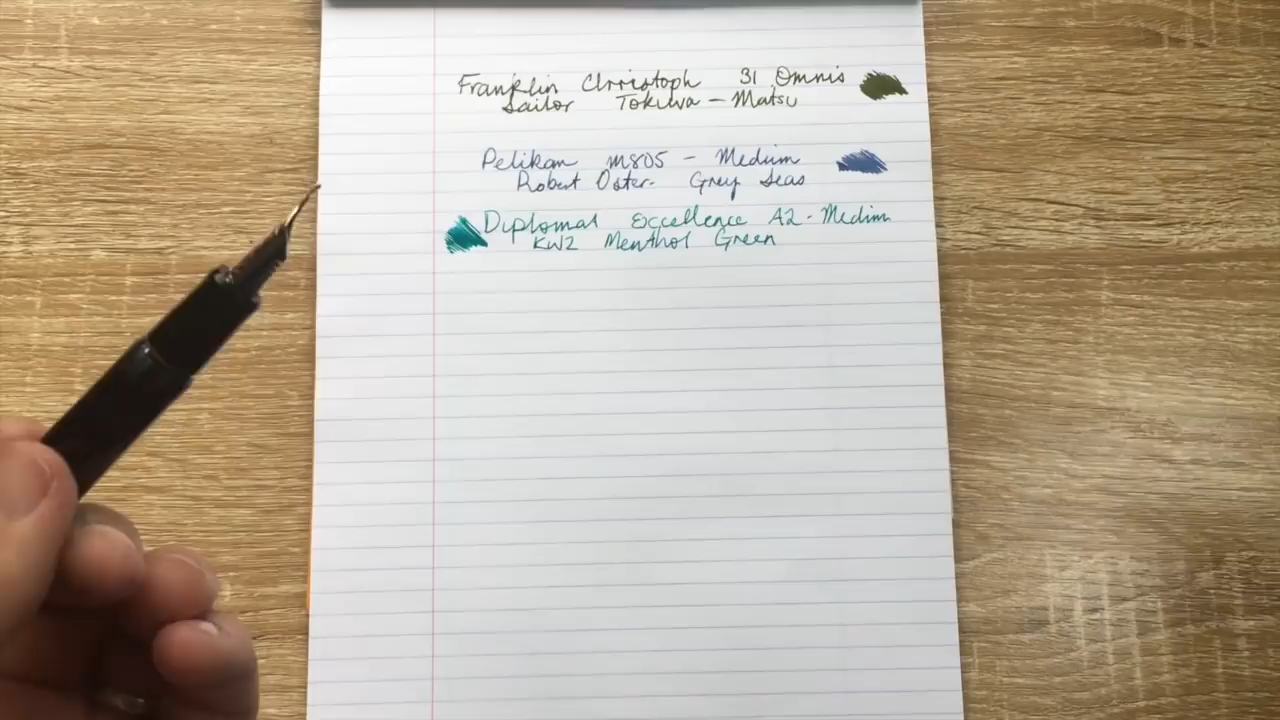 Franklin Christoph 31 Omnis
Sailor Tokiwa - Matsu
Pelikan M805 - Medium
Robert Oster - Grey Seas
Diplomat Excellence A2 - Medium
KWZ Menthol Green